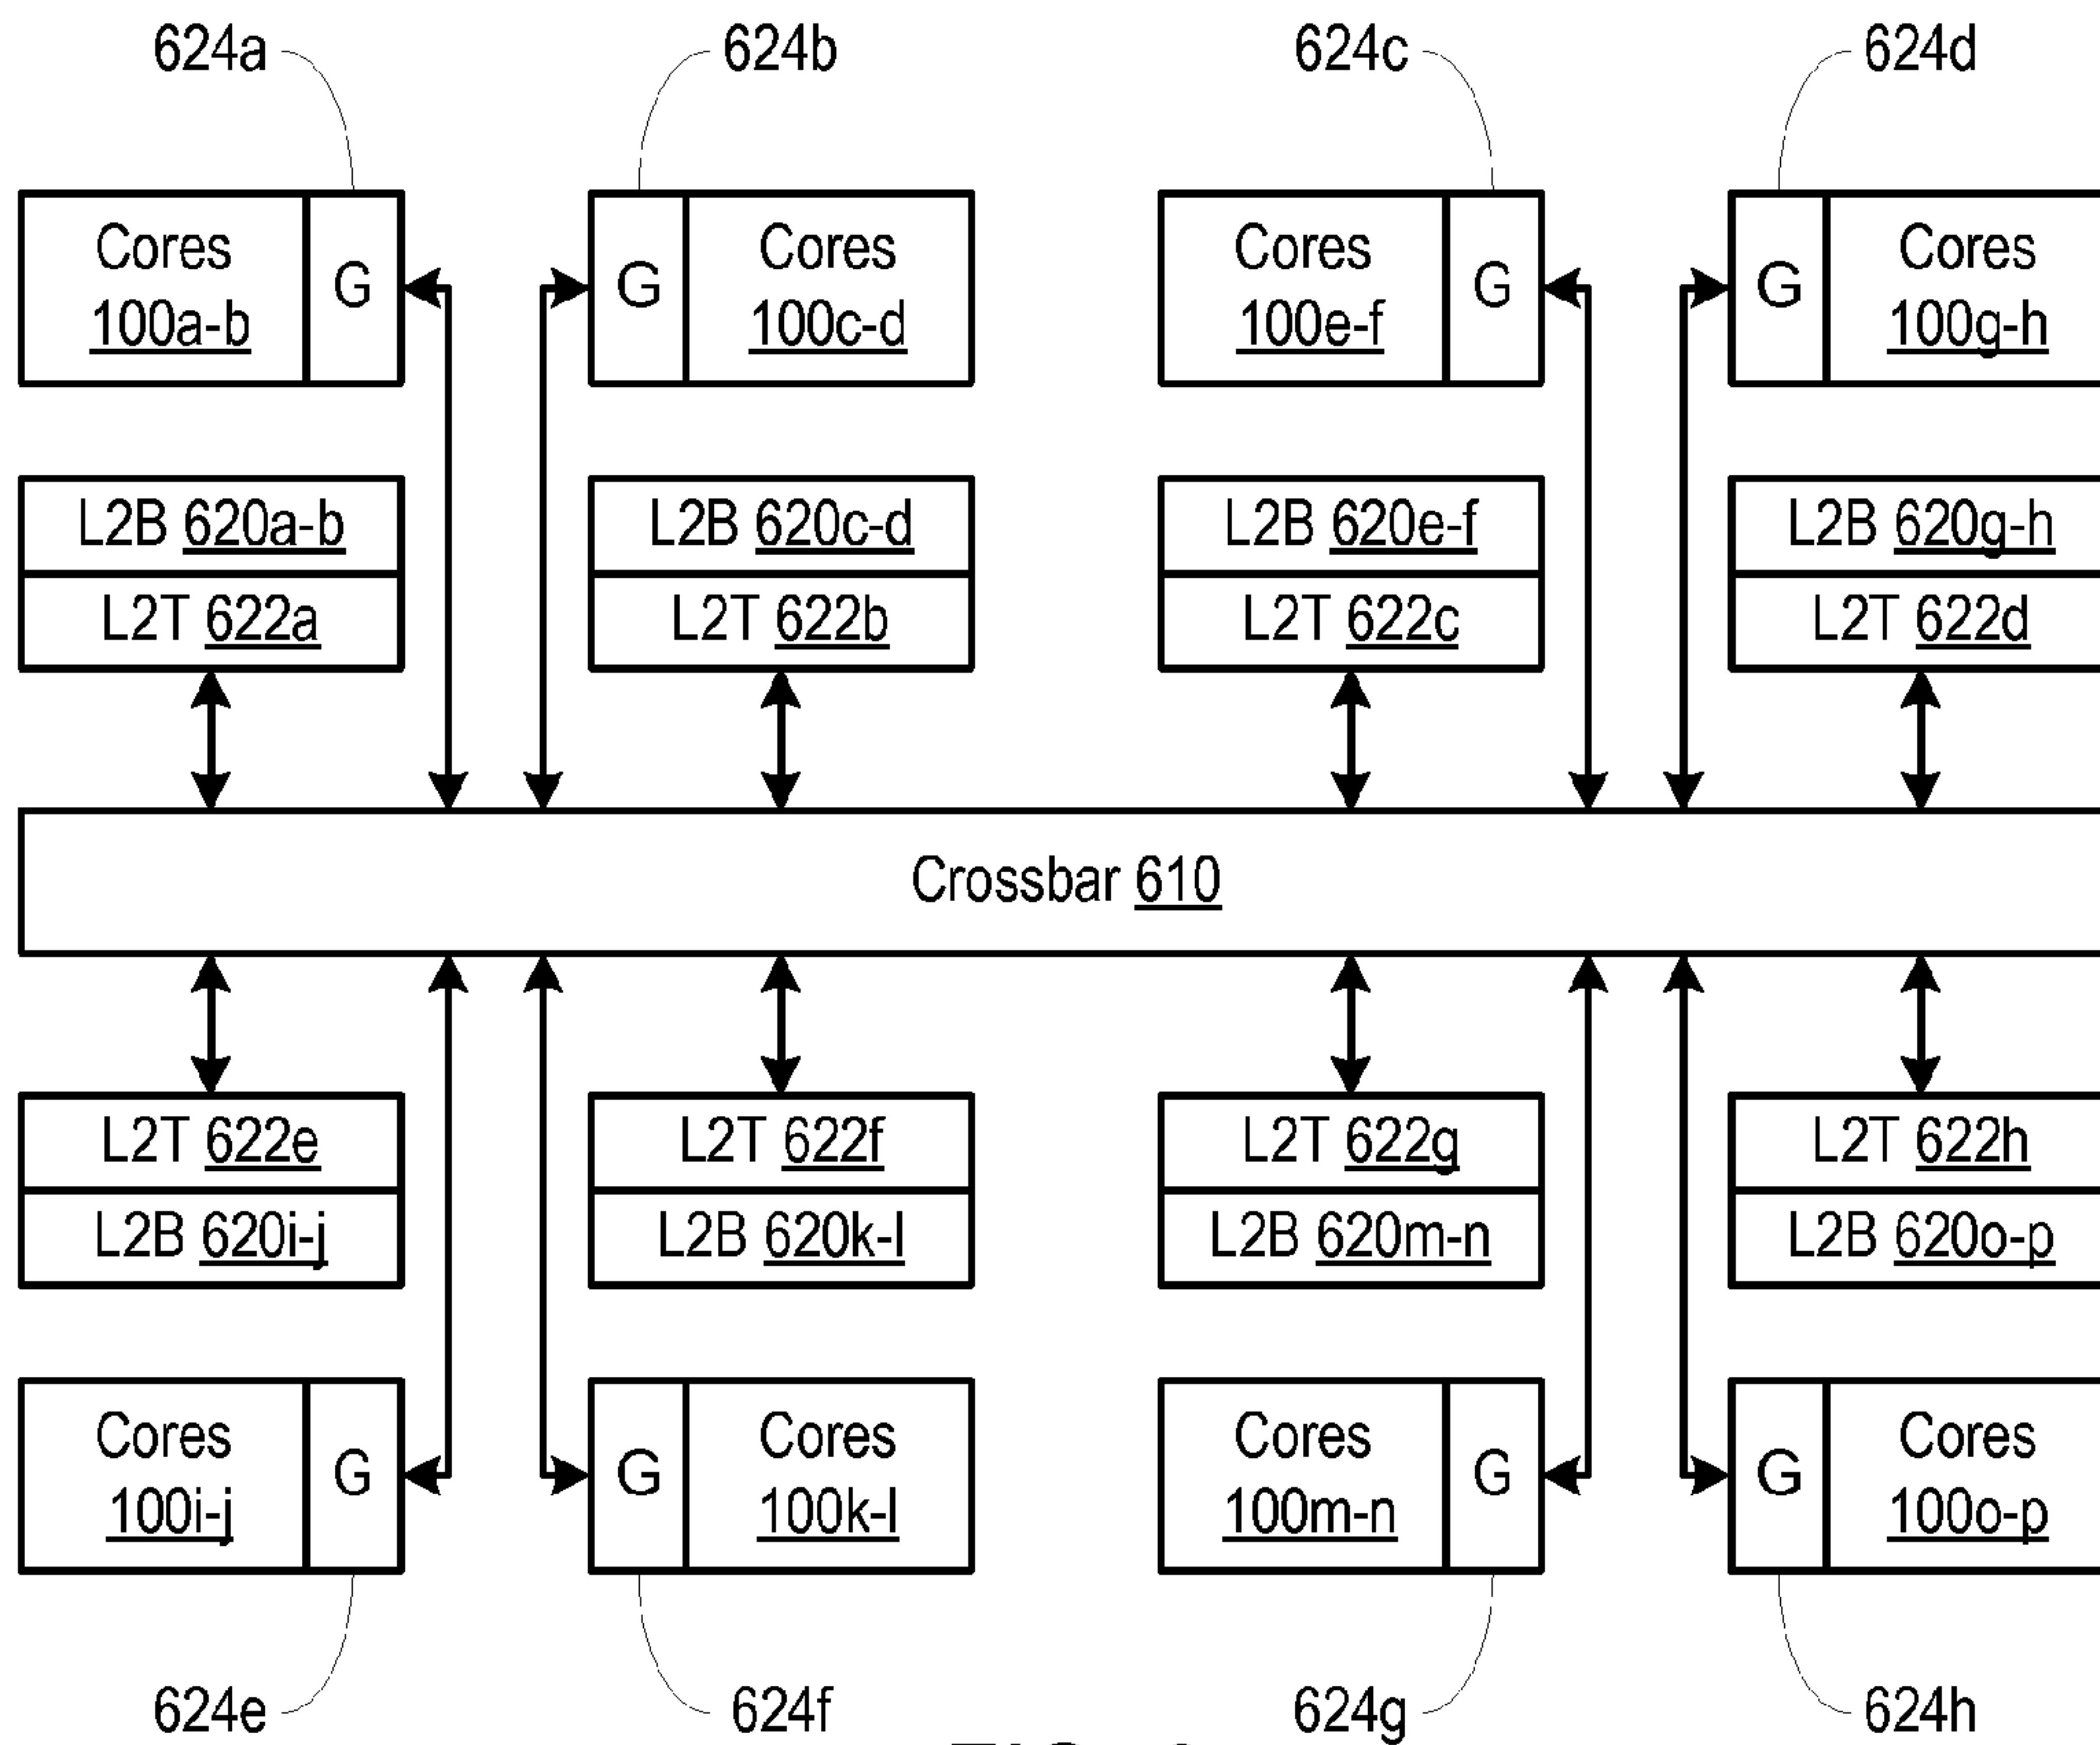 624a 624b 624c 624d
Cores G G Cores Cores G G Cores
100a-b 100c-d 100e-f 100g-h
L2B 620a-b L2B 620c-d L2B 620e-f L2B 620g-h
L2T 622a L2T 622b L2T 622c L2T 622d
Crossbar 610
L2T 622e L2T 622f L2T 622g L2T 622h
L2B 620i-j L2B 620k-l L2B 620m-n L2B 620o-p
Cores G G Cores Cores G G Cores
100i-j 100k-l 100m-n 100o-p
624e 624f 624g 624h